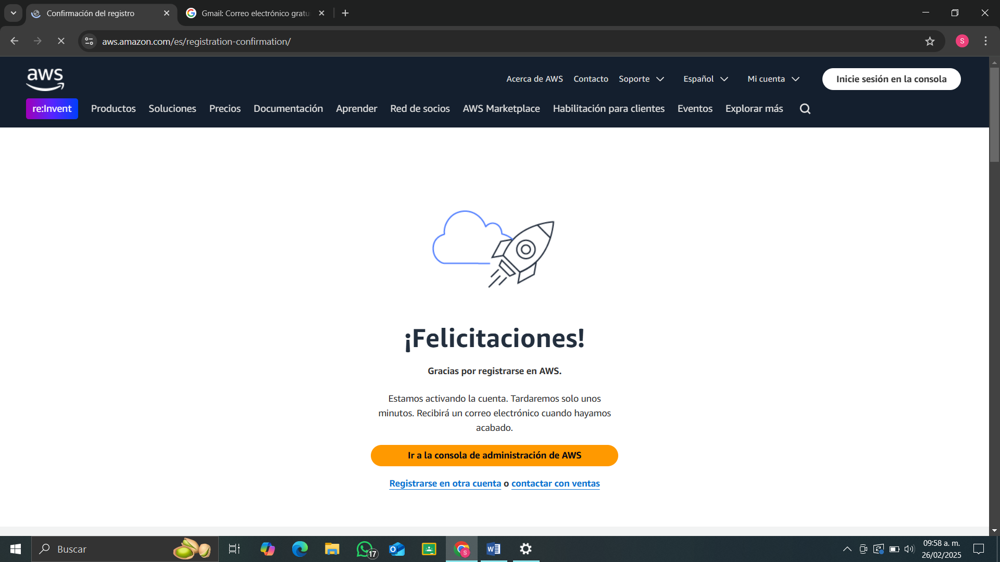 Confirmación del registro
Gmail: Correo electrónico gratu
aws.amazon.com/es/registration-confirmation/
S
aws
Acerca de AWS Contacto Soporte Español Mi cuenta Inicie sesión en la consola
re:Invent Productos Soluciones Precios Documentación Aprender Red de socios AWS Marketplace Habilitación para clientes Eventos Explorar más
¡Felicitaciones!
Gracias por registrarse en AWS.
Estamos activando la cuenta. Tardaremos solo unos
minutos. Recibirá un correo electrónico cuando hayamos
acabado.
Ir a la consola de administración de AWS
Registrarse en otra cuenta o contactar con ventas
Buscar
17
S
09:58 a. m.
26/02/2025